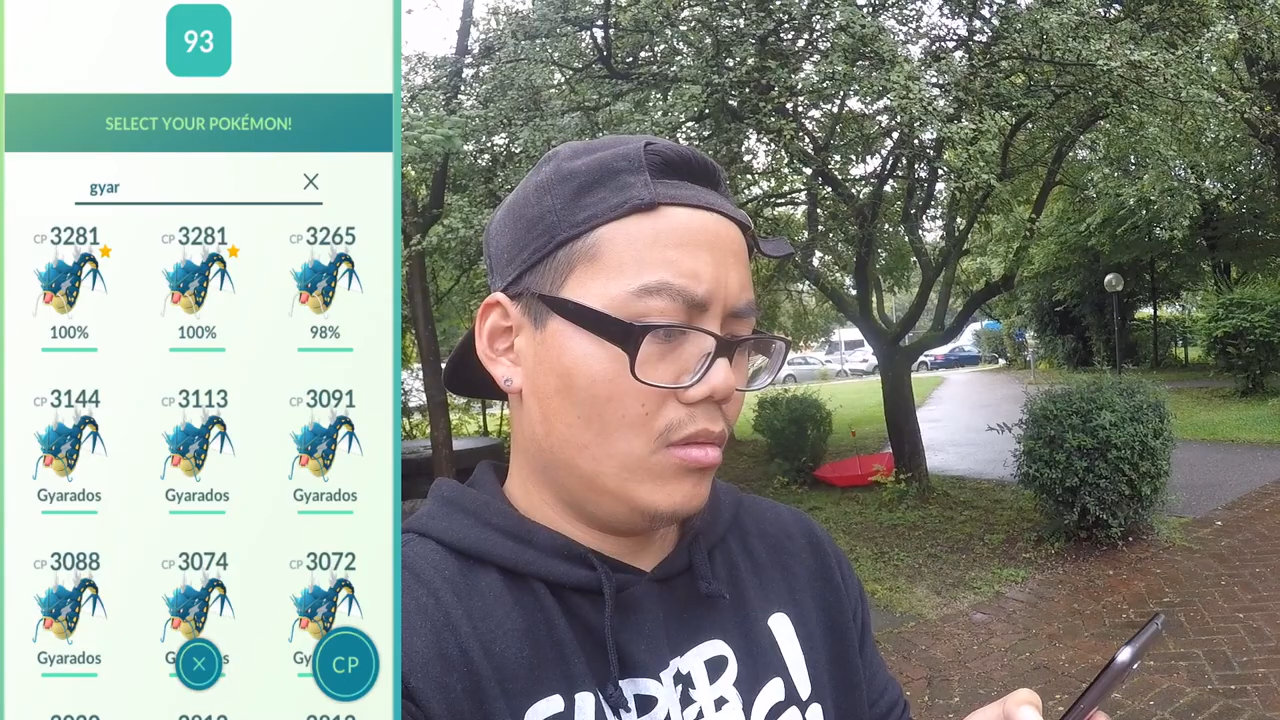 93
SELECT YOUR POKÉMON!
gyar
CP 3281 CP 3281 CP 3265
100% 100% 98%
CP 3144 CP 3113 CP 3091
Gyarados Gyarados Gyarados
CP 3088 CP 3074 CP 3072
Gyarados
CP
SUPER